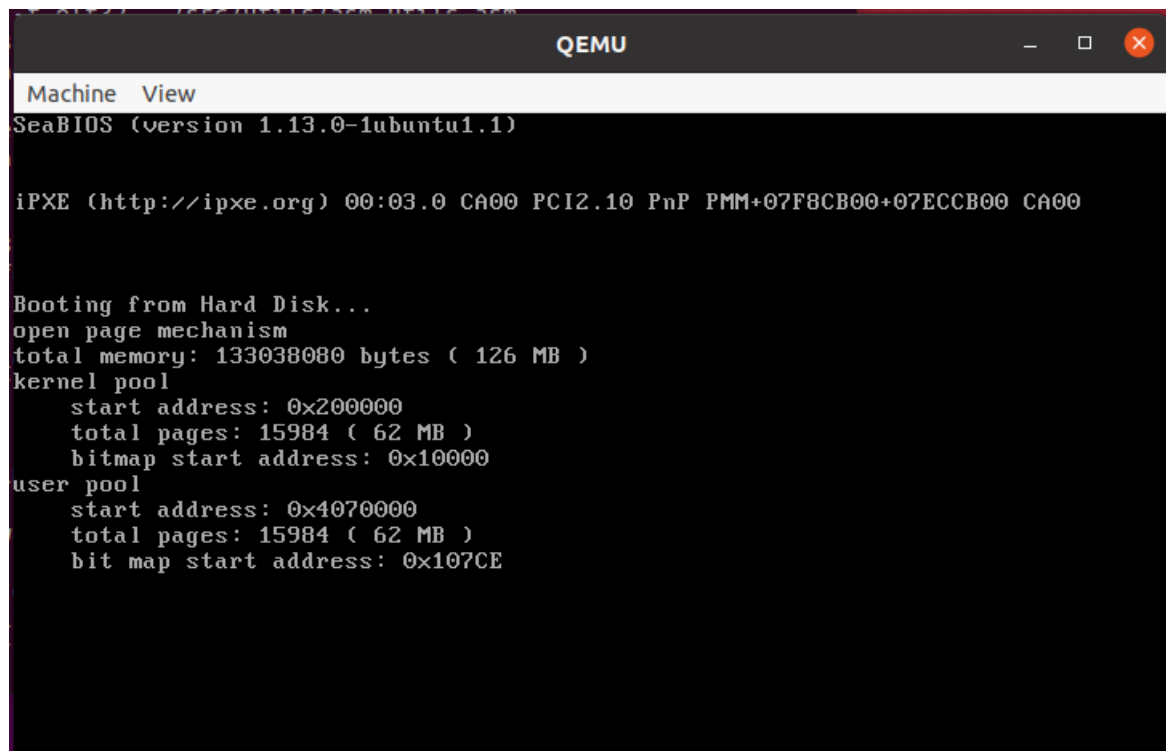 QEMU
Machine View
SeaBIOS (version 1.13.0-1ubuntu1.1)
iPXE (http://ipxe.org) 00:03.0 CA00 PCI2.10 PnP PMM+07F8CB00+07ECCB00 CA00
Booting from Hard Disk...
open page mechanism
total memory: 133038080 bytes ( 126 MB )
kernel pool
start address: 0x200000
total pages: 15984 ( 62 MB )
bitmap start address: 0x10000
user pool
start address: 0x4070000
total pages: 15984 ( 62 MB )
bit map start address: 0x107CE